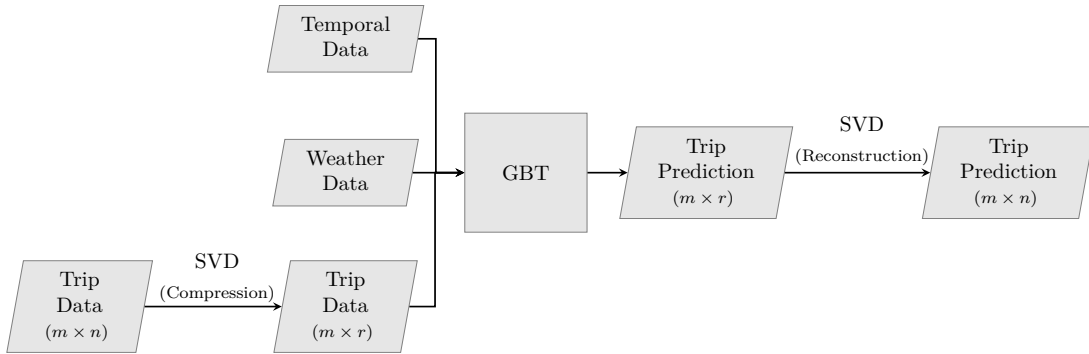 Temporal
Data
Weather
Data
GBT
Trip
Prediction
(m × r)
SVD
(Reconstruction)
Trip
Prediction
(m × n)
Trip
Data
(m × n)
SVD
(Compression)
Trip
Data
(m × r)